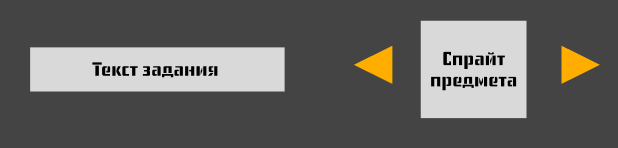 Текст задания
Спрайт
предмета